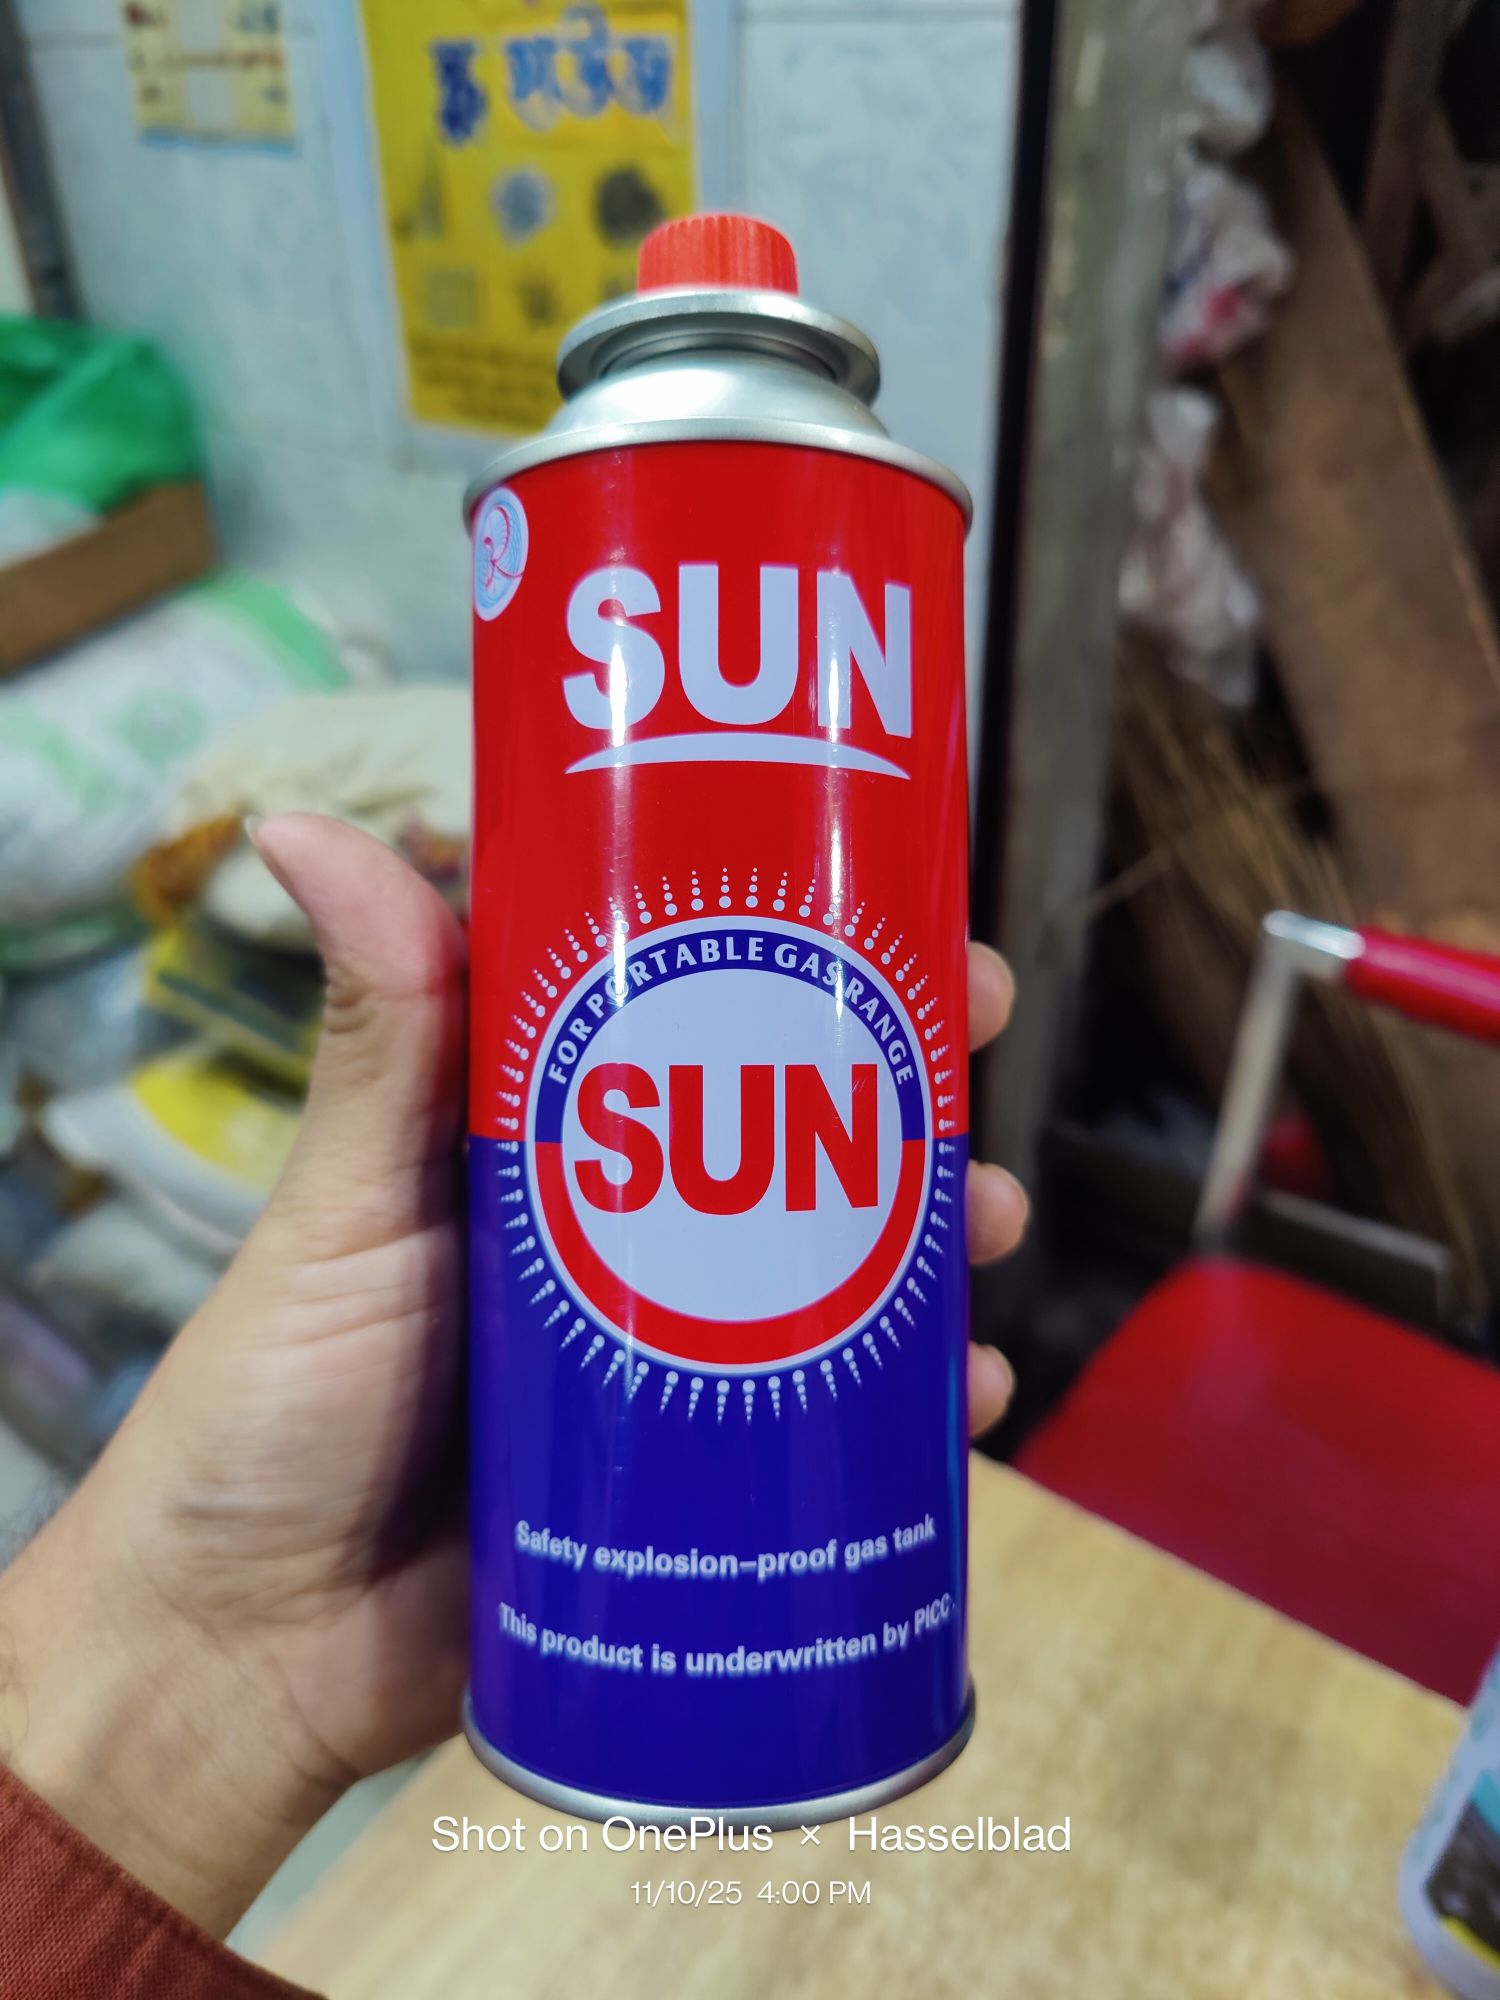 SUN
FOR PORTABLE GAS RANGE
SUN
Safety explosion-proof gas tank
This product is underwritten by PICC.
Shot on OnePlus × Hasselblad
11/10/25 4:00 PM